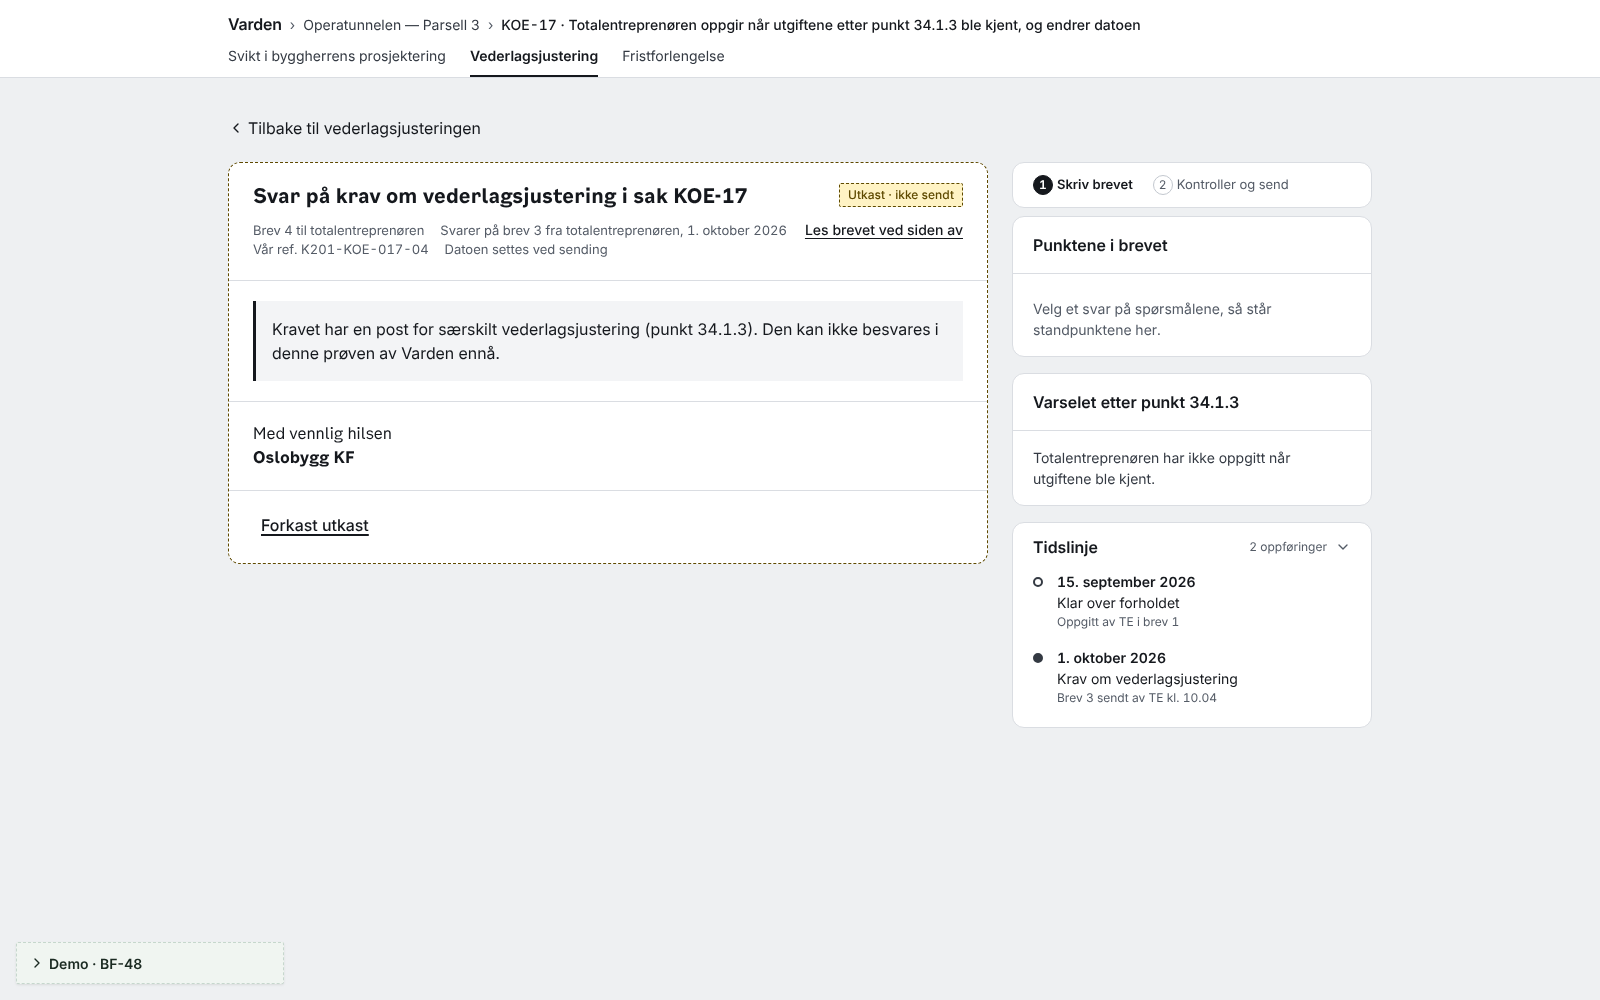 Varden › Operatunnelen — Parsell 3 › KOE-17 · Totalentreprenøren oppgir når utgiftene etter punkt 34.1.3 ble kjent, og endrer datoen
Svikt i byggherrens prosjektering Vederlagsjustering Fristforlengelse
Tilbake til vederlagsjusteringen
Svar på krav om vederlagsjustering i sak KOE-17
Utkast · ikke sendt
Brev 4 til totalentreprenøren Svarer på brev 3 fra totalentreprenøren, 1. oktober 2026 Les brevet ved siden av
Vår ref. K201-KOE-017-04 Datoen settes ved sending
Kravet har en post for særskilt vederlagsjustering (punkt 34.1.3). Den kan ikke besvares i
denne prøven av Varden ennå.
Med vennlig hilsen
Oslobygg KF
Forkast utkast
1 Skriv brevet 2 Kontroller og send
Punktene i brevet
Velg et svar på spørsmålene, så står
standpunktene her.
Varselet etter punkt 34.1.3
Totalentreprenøren har ikke oppgitt når
utgiftene ble kjent.
Tidslinje 2 oppføringer
15. september 2026
Klar over forholdet
Oppgitt av TE i brev 1
1. oktober 2026
Krav om vederlagsjustering
Brev 3 sendt av TE kl. 10.04
Demo · BF-48